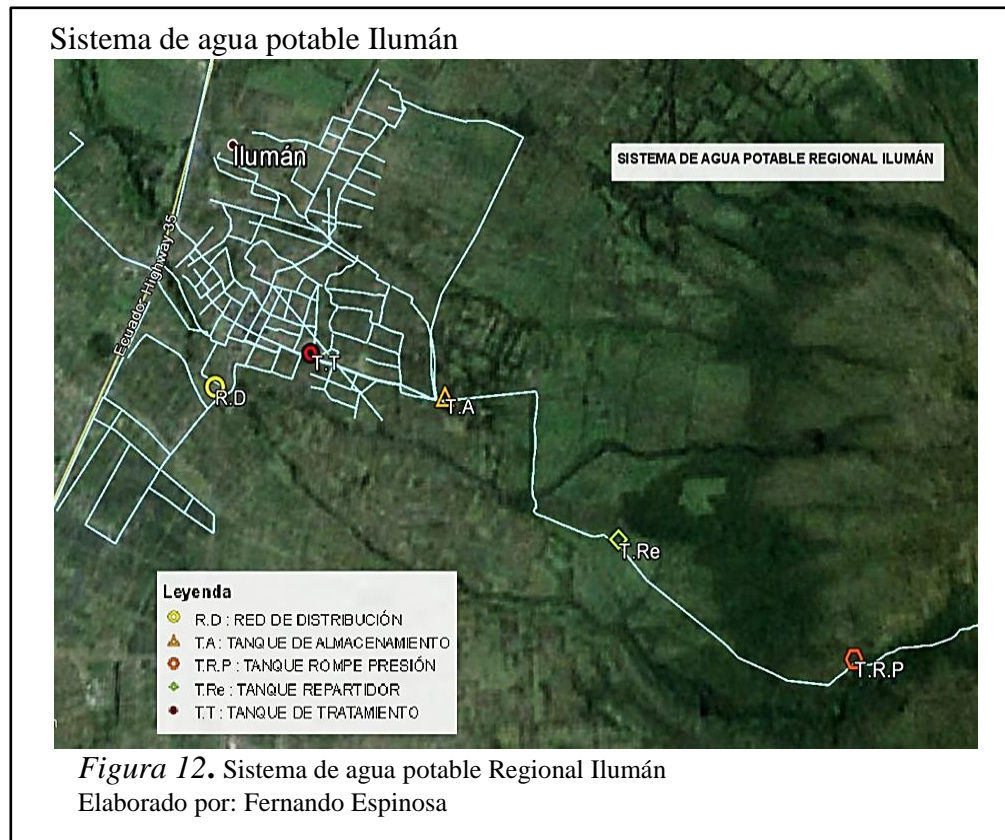 Sistema de agua potable Ilumán
SISTEMA DE AGUA POTABLE REGIONAL ILUMÁN
Ilumán
Ecuador Highway 35
T.T
R.D
T.A
T.Re
T.R.P
Leyenda
R.D : RED DE DISTRIBUCIÓN
T.A : TANQUE DE ALMACENAMIENTO
T.R.P : TANQUE ROMPE PRESIÓN
T.Re : TANQUE REPARTIDOR
T.T : TANQUE DE TRATAMIENTO
Figura 12. Sistema de agua potable Regional Ilumán
Elaborado por: Fernando Espinosa